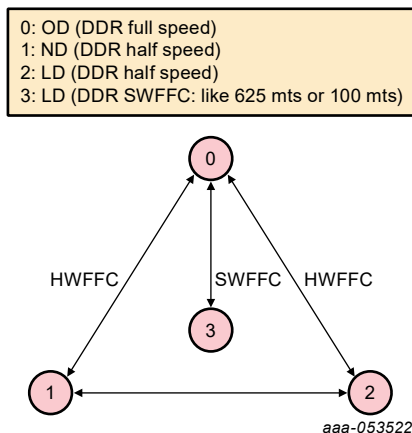 0: OD (DDR full speed)
1: ND (DDR half speed)
2: LD (DDR half speed)
3: LD (DDR SWFFC: like 625 mts or 100 mts)
0
HWFFC
SWFFC
HWFFC
3
1
2
aaa-053522